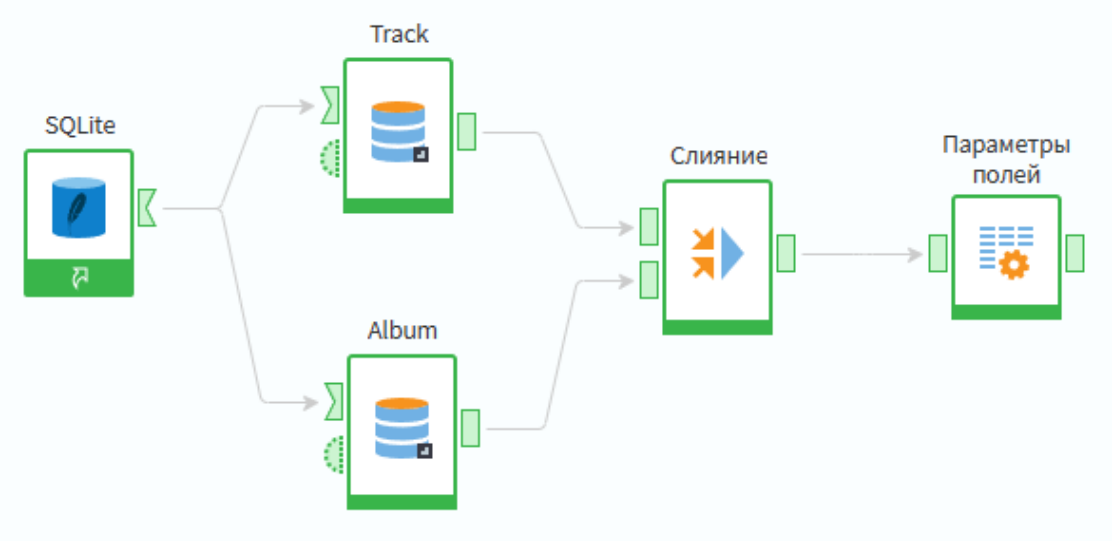 Track
SQLite
Слияние
Параметры
полей
Album